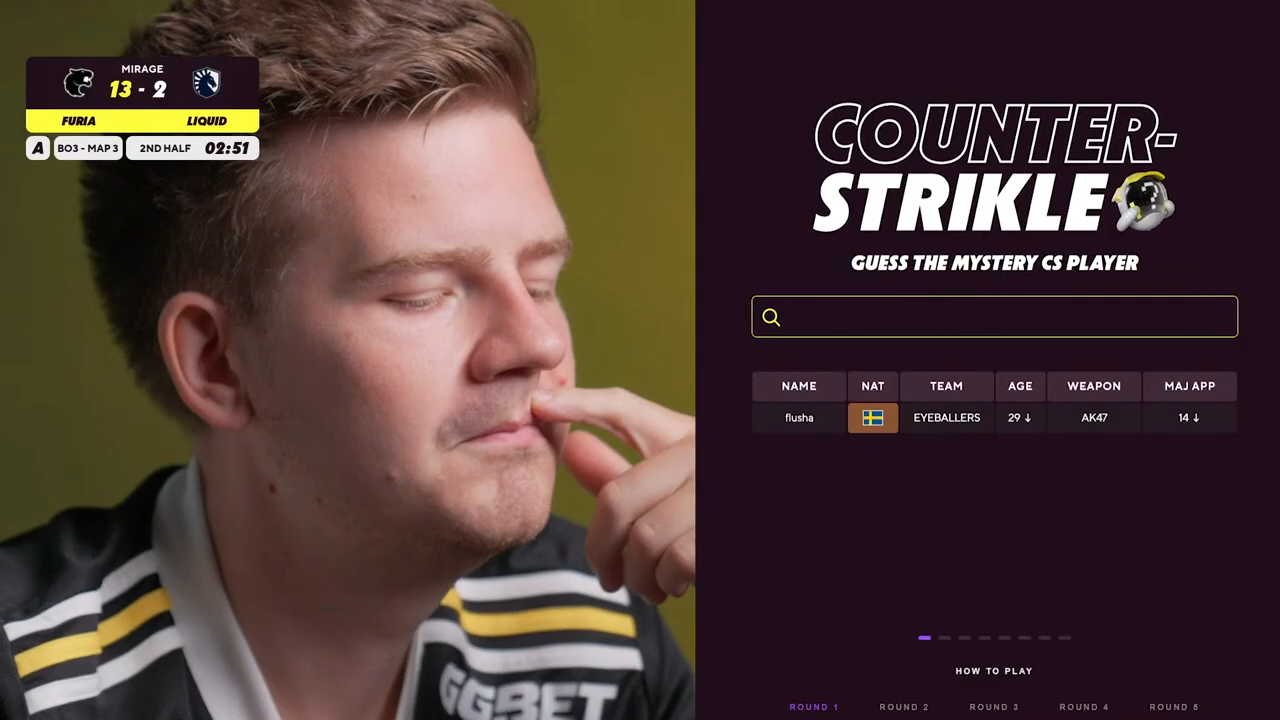 MIRAGE
13 - 2
FURIA LIQUID
A BO3 - MAP 3 2ND HALF 02:51
COUNTER-
STRIKLE
GUESS THE MYSTERY CS PLAYER
NAME NAT TEAM AGE WEAPON MAJ APP
flusha EYEBALLERS 29 ↓ AK47 14 ↓
GGBET
HOW TO PLAY
ROUND 1 ROUND 2 ROUND 3 ROUND 4 ROUND 5